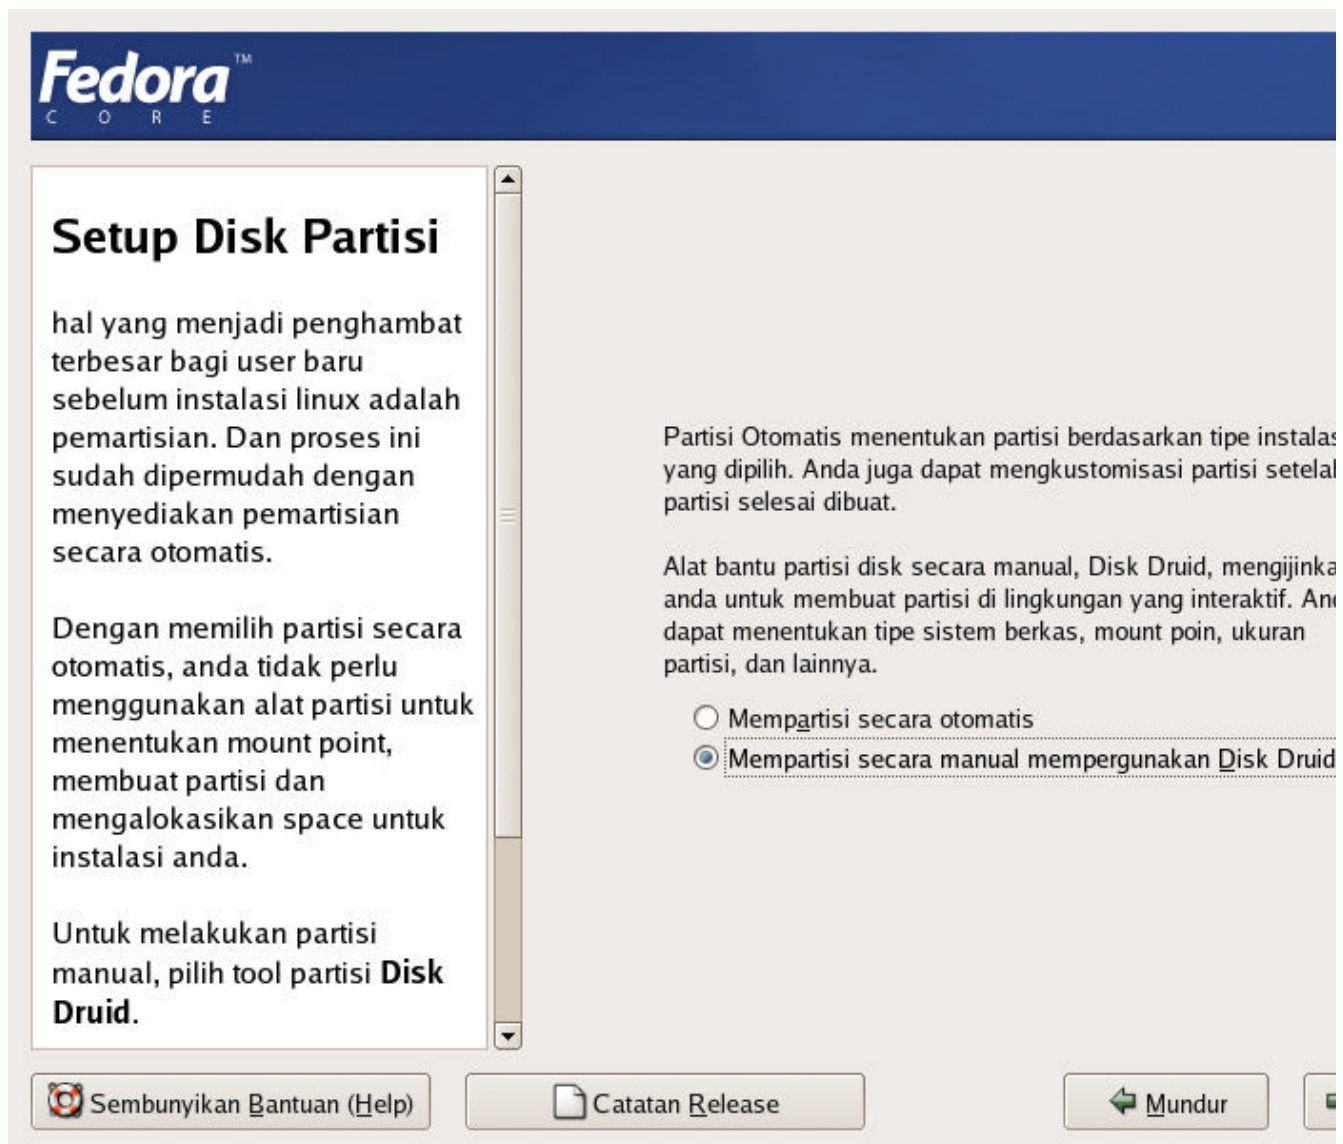 Fedora™
CORE
Setup Disk Partisi
hal yang menjadi penghambat
terbesar bagi user baru
sebelum instalasi linux adalah
pemartisian. Dan proses ini
sudah dipermudah dengan
menyediakan pemartisian
secara otomatis.
Dengan memilih partisi secara
otomatis, anda tidak perlu
menggunakan alat partisi untuk
menentukan mount point,
membuat partisi dan
mengalokasikan space untuk
instalasi anda.
Untuk melakukan partisi
manual, pilih tool partisi Disk
Druid.
Partisi Otomatis menentukan partisi berdasarkan tipe
yang dipilih. Anda juga dapat mengkustomisasi partisi
partisi selesai dibuat.
Alat bantu partisi disk secara manual, Disk Druid,
anda untuk membuat partisi di lingkungan yang interaktif.
dapat menentukan tipe sistem berkas, mount poin, ukuran
partisi, dan lainnya.
Mempartisi secara otomatis
Mempartisi secara manual mempergunakan Disk Druid
Sembunyikan Bantuan (Help)
Catatan Release
Mundur